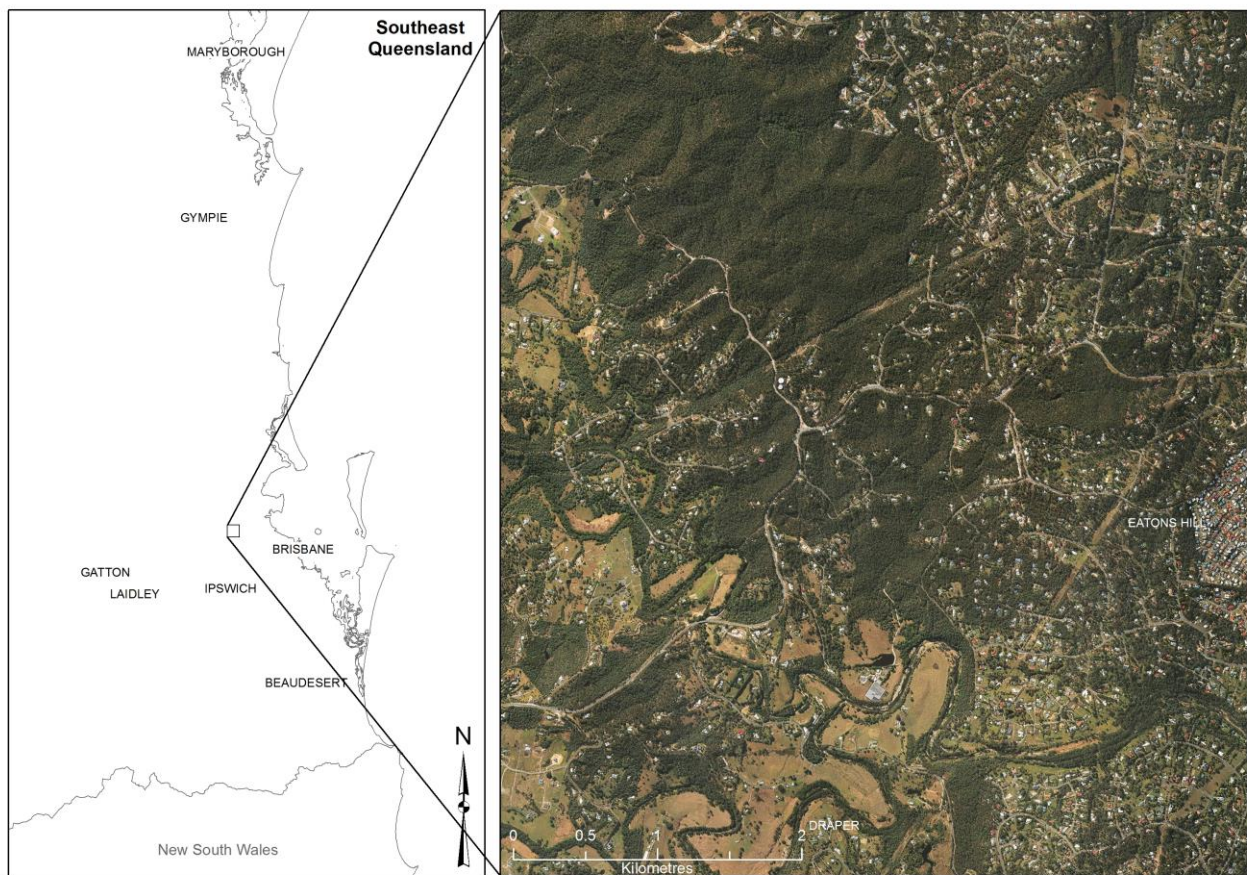 Southeast
Queensland
MARYBOROUGH
GYMPIE
BRISBANE
GATTON
LAIDLEY
IPSWICH
BEAUDESERT
N
New South Wales
EATONS HILL
DRAPER
0 0.5 1 2
Kilometres